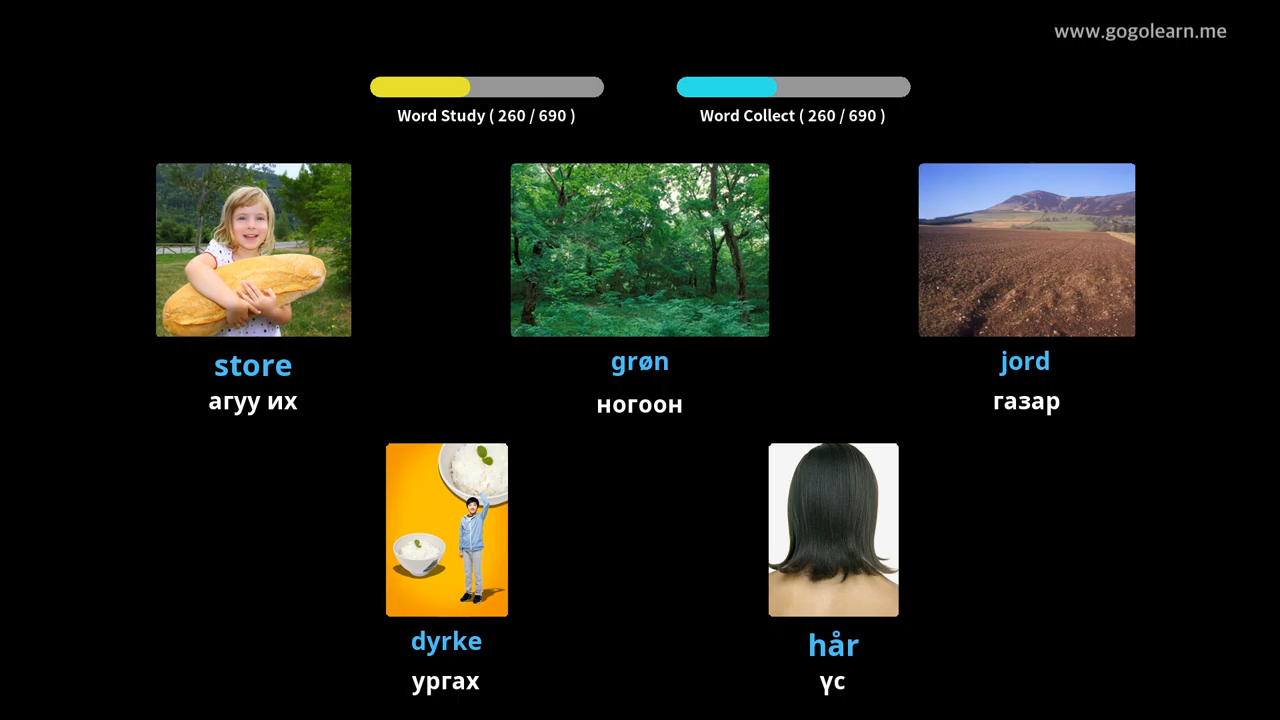 www.gogolearn.me
Word Study ( 260 / 690 )
Word Collect ( 260 / 690 )
store
агуу их
grøn
ногоон
jord
газар
dyrke
ургах
hår
үс